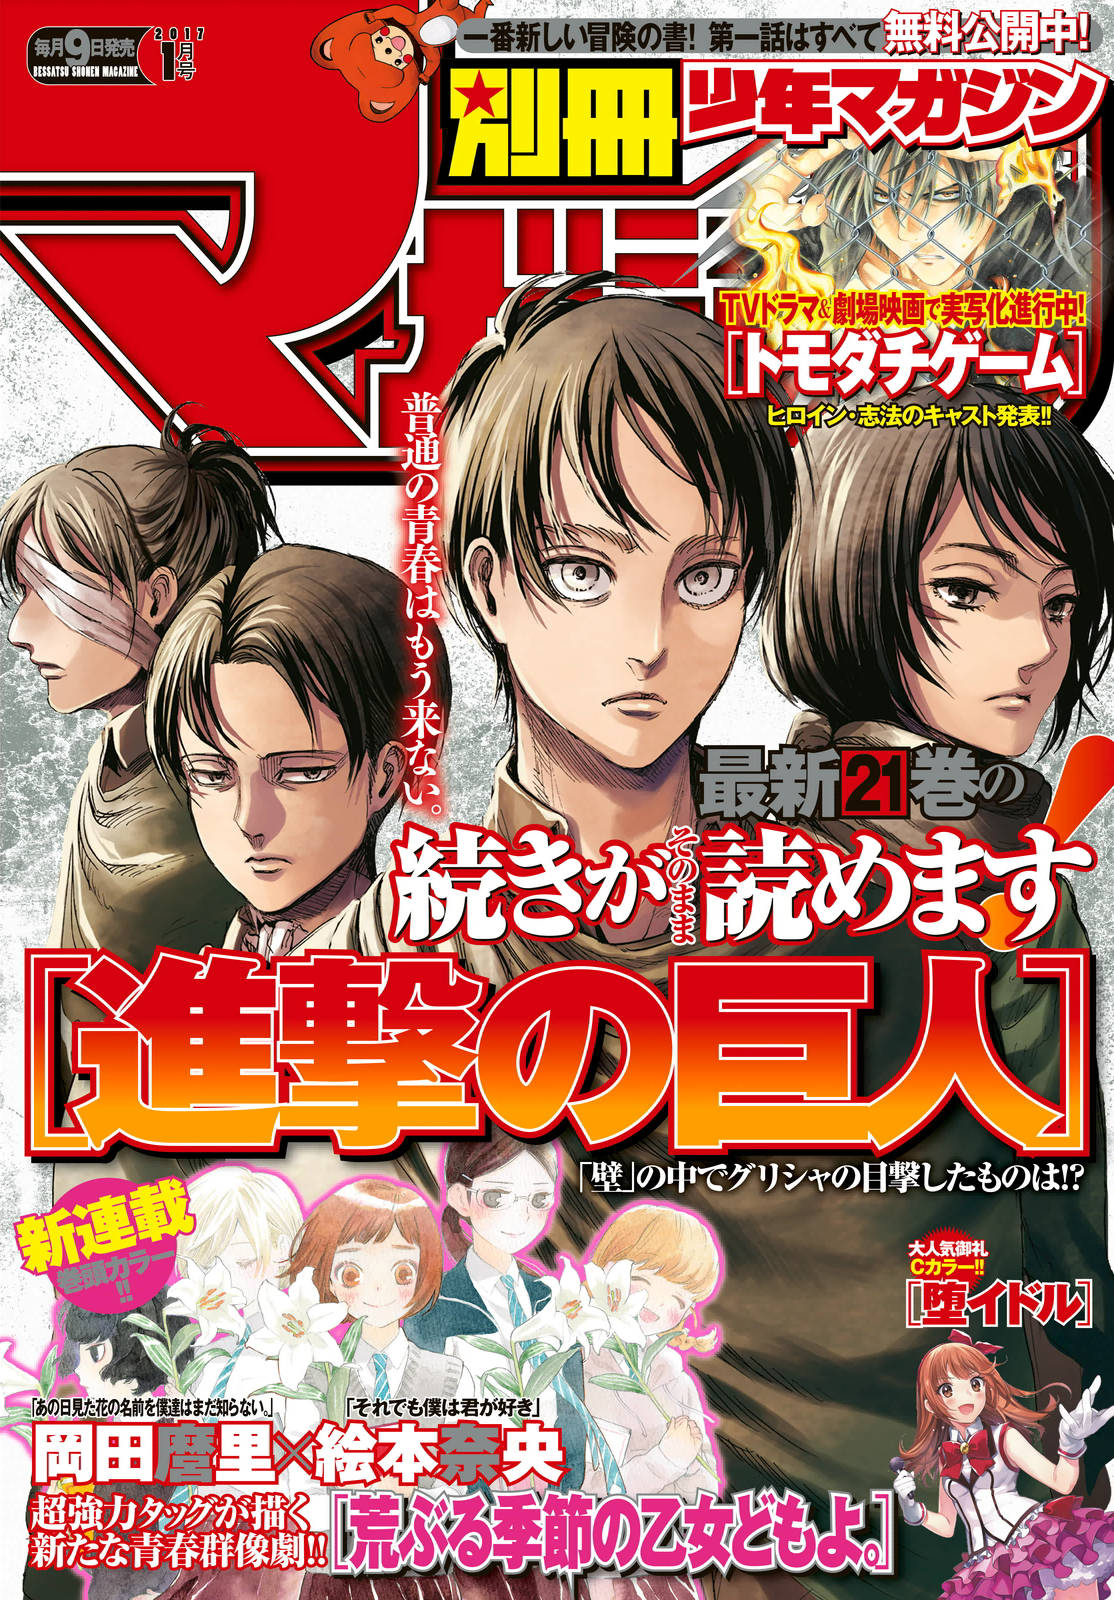 毎月9日発売
BESSATSU SHONEN MAGAZINE
2017
1月号
一番新しい冒険の書! 第一話はすべて無料公開中!
別冊少年マガジン
マガジン
TVドラマ&劇場映画で実写化進行中!
[トモダチゲーム]
ヒロイン・志法のキャスト発表!!
普通の青春はもう来ない。
最新21巻の
続きがそのまま読めます!
[進撃の巨人]
「壁」の中でグリシャの目撃したものは!?
新連載
巻頭カラー!!
大人気御礼
Cカラー!!
[堕イドル]
「あの日見た花の名前を僕達はまだ知らない。」
「それでも僕は君が好き」
岡田麿里×絵本奈央
超強力タッグが描く
新たな青春群像劇!!
[荒ぶる季節の乙女どもよ。]